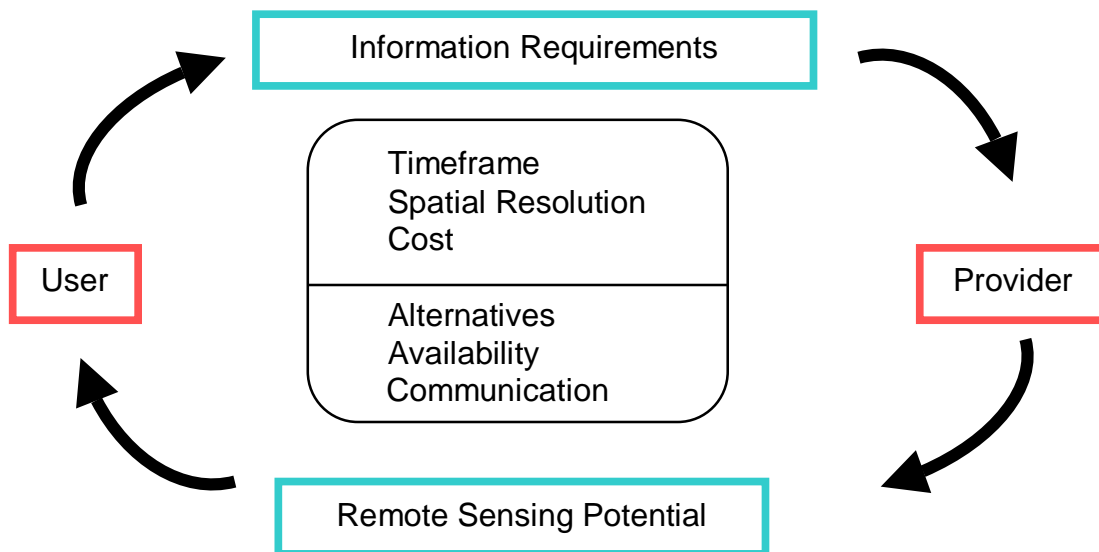 Information Requirements
Timeframe
Spatial Resolution
Cost
User
Provider
Alternatives
Availability
Communication
Remote Sensing Potential